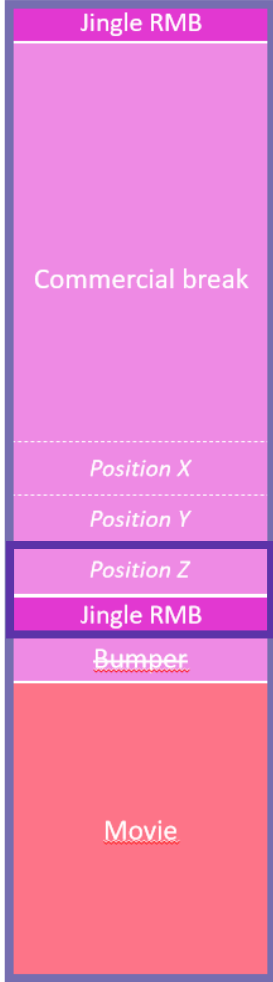 Jingle RMB
Commercial break
Position X
Position Y
Position Z
Jingle RMB
Bumper
Movie